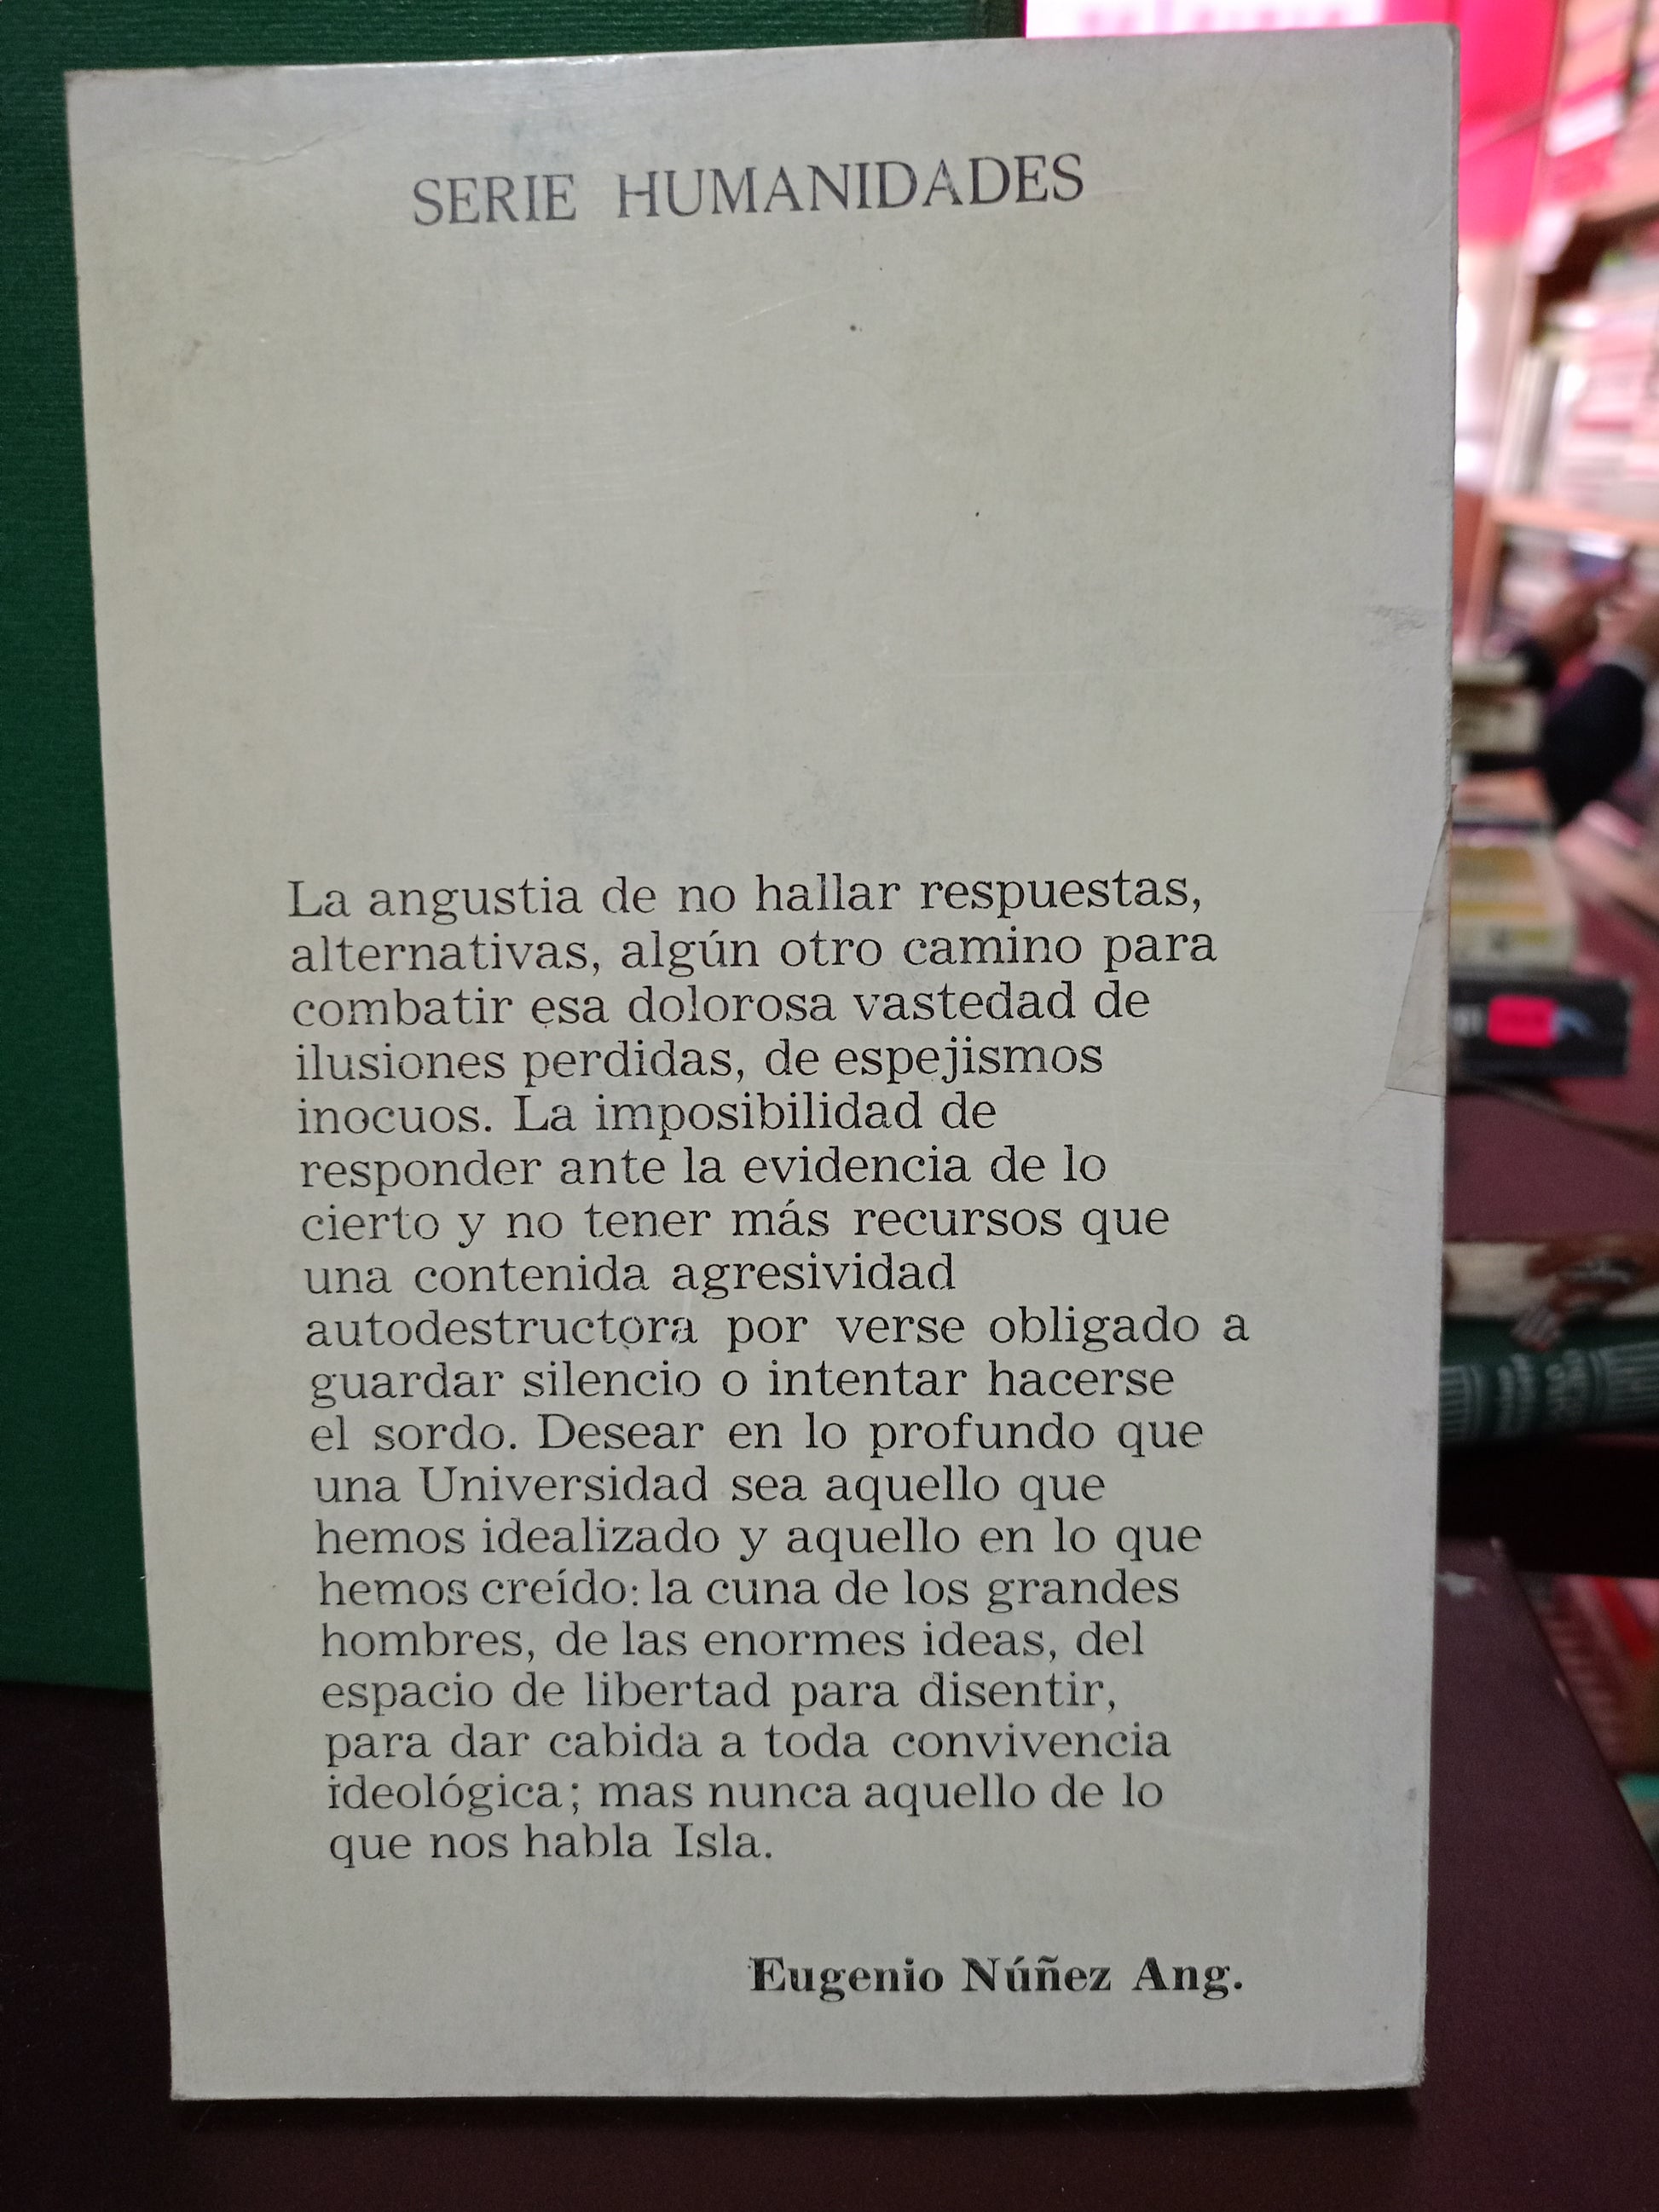 SERIE HUMANIDADES
La angustia de no hallar respuestas,
alternativas, algún otro camino para
combatir esa dolorosa vastedad de
ilusiones perdidas, de espejismos
inocuos. La imposibilidad de
responder ante la evidencia de lo
cierto y no tener más recursos que
una contenida agresividad
autodestructora por verse obligado a
guardar silencio o intentar hacerse
el sordo. Desear en lo profundo que
una Universidad sea aquello que
hemos idealizado y aquello en lo que
hemos creído: la cuna de los grandes
hombres, de las enormes ideas, del
espacio de libertad para disentir,
para dar cabida a toda convivencia
ideológica; mas nunca aquello de lo
que nos habla Isla.
Eugenio Núñez Ang.